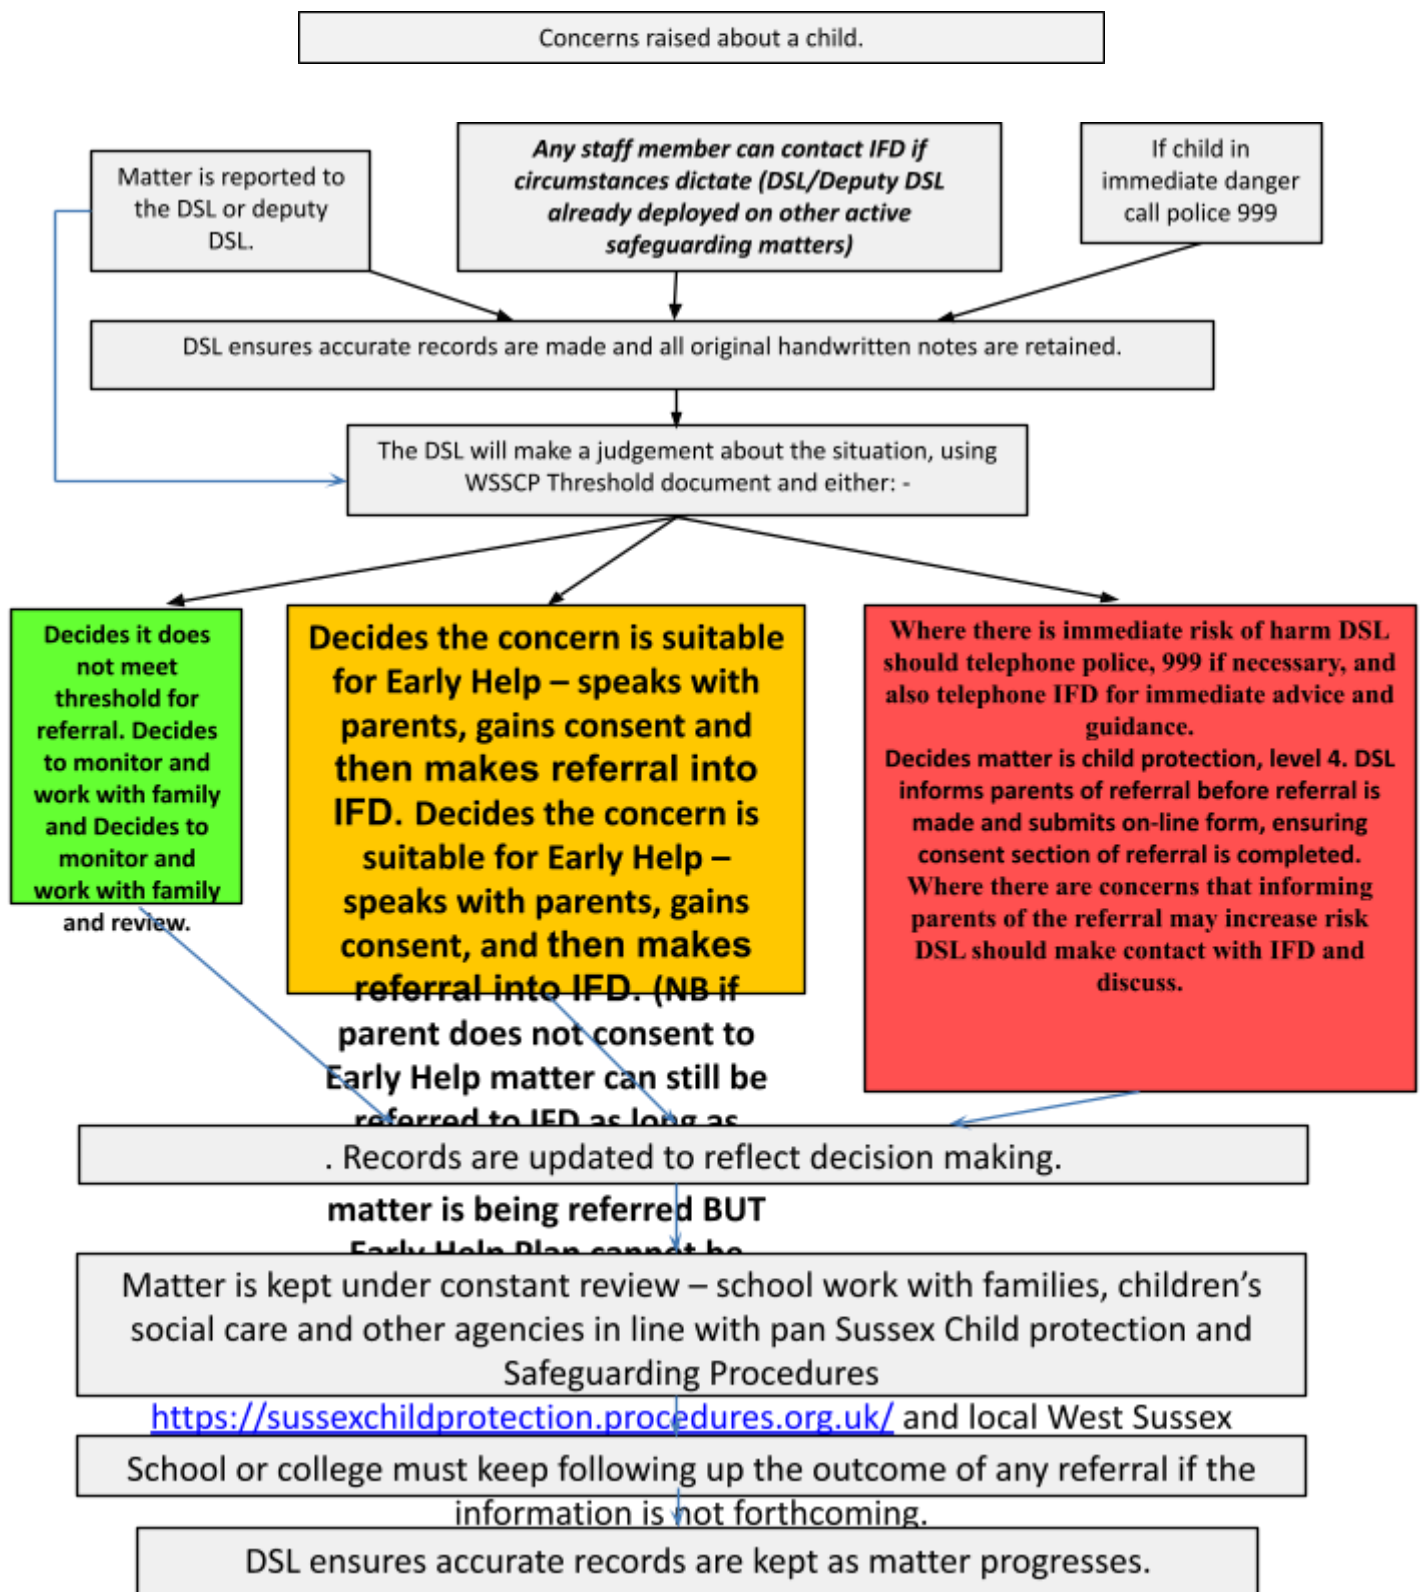 Concerns raised about a child.
Matter is reported to
the DSL or deputy
DSL.
Any staff member can contact IFD if
circumstances dictate (DSL/Deputy DSL
already deployed on other active
safeguarding matters)
If child in
immediate danger
call police 999
DSL ensures accurate records are made and all original handwritten notes are retained.
The DSL will make a judgement about the situation, using
WSSCP Threshold document and either: -
Decides it does
not meet
threshold for
referral. Decides
to monitor and
work with family
and Decides to
monitor and
work with family
and review.
Decides the concern is suitable
for Early Help – speaks with
parents, gains consent and
then makes referral into
IFD. Decides the concern is
suitable for Early Help –
speaks with parents, gains
consent, and then makes
referral into IFD. (NB if
parent does not consent to
Early Help matter can still be
referred to IFD as long as
matter is being referred BUT
Early Help Plan cannot be
Where there is immediate risk of harm DSL
should telephone police, 999 if necessary, and
also telephone IFD for immediate advice and
guidance.
Decides matter is child protection, level 4. DSL
informs parents of referral before referral is
made and submits on-line form, ensuring
consent section of referral is completed.
Where there are concerns that informing
parents of the referral may increase risk
DSL should make contact with IFD and
discuss.
. Records are updated to reflect decision making.
Matter is kept under constant review – school work with families, children’s
social care and other agencies in line with pan Sussex Child protection and
Safeguarding Procedures
https://sussexchildprotection.procedures.org.uk/ and local West Sussex
School or college must keep following up the outcome of any referral if the
information is not forthcoming.
DSL ensures accurate records are kept as matter progresses.